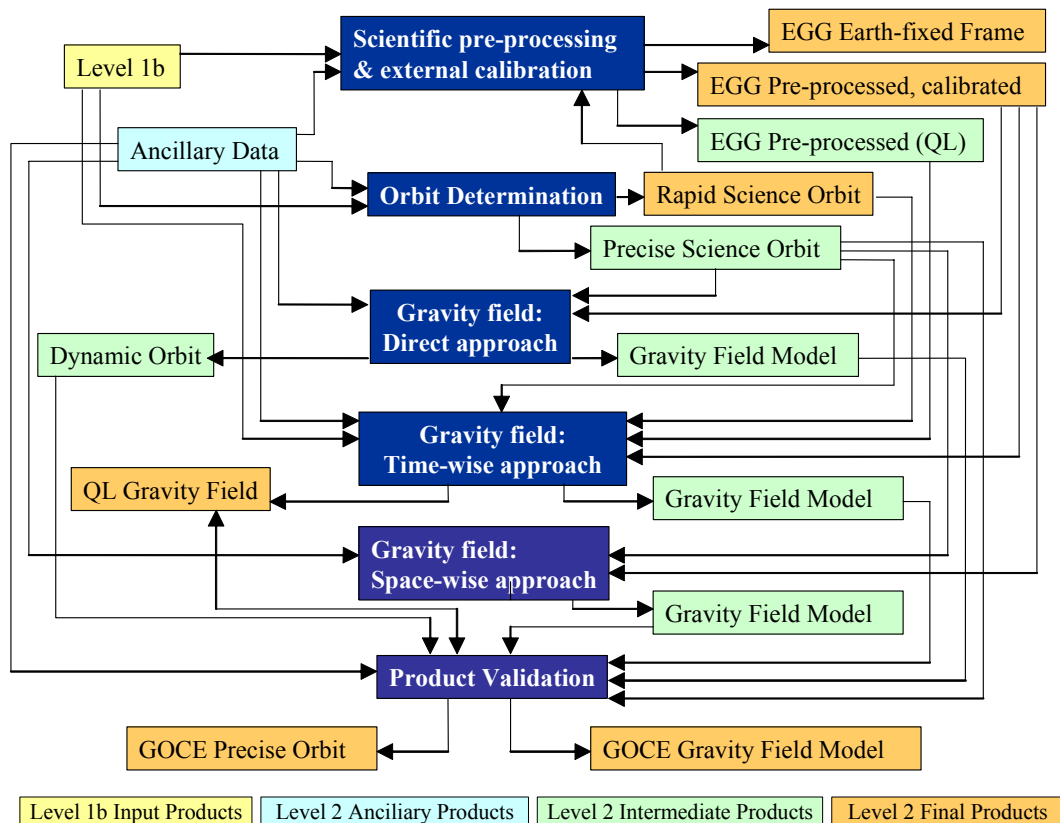 Scientific pre-processing
& external calibration
EGG Earth-fixed Frame
Level 1b
EGG Pre-processed, calibrated
EGG Pre-processed (QL)
Ancillary Data
Orbit Determination
Rapid Science Orbit
Precise Science Orbit
Gravity field:
Direct approach
Dynamic Orbit
Gravity Field Model
Gravity field:
Time-wise approach
QL Gravity Field
Gravity Field Model
Gravity field:
Space-wise approach
Gravity Field Model
Product Validation
GOCE Precise Orbit
GOCE Gravity Field Model
Level 1b Input Products
Level 2 Anciliary Products
Level 2 Intermediate Products
Level 2 Final Products